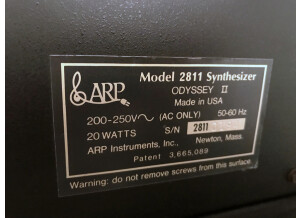 ARP
Model 2811 Synthesizer
ODYSSEY II
Made in USA
200-250V (AC ONLY) 50-60 Hz
20 WATTS S/N 2811
ARP Instruments, Inc., Newton, Mass.
Patent 3,665,089
Warning: do not remove screws from this surface.